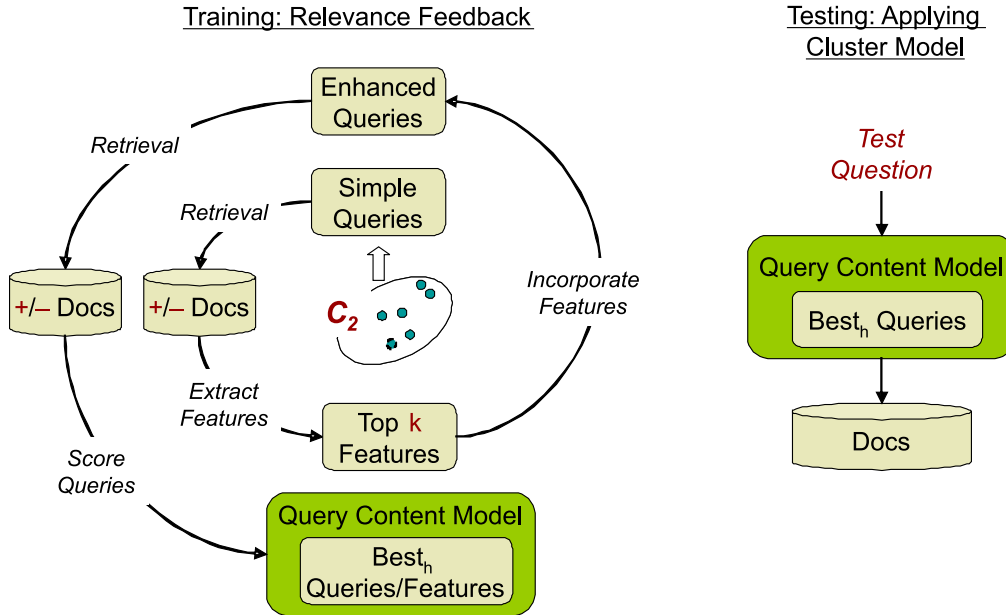 Training: Relevance Feedback
Testing: Applying
Cluster Model
Enhanced
Queries
Retrieval
Simple
Queries
Retrieval
+/– Docs
+/– Docs
C2
Incorporate
Features
Extract
Features
Top k
Features
Score
Queries
Query Content Model
Besth
Queries/Features
Test
Question
Query Content Model
Besth Queries
Docs